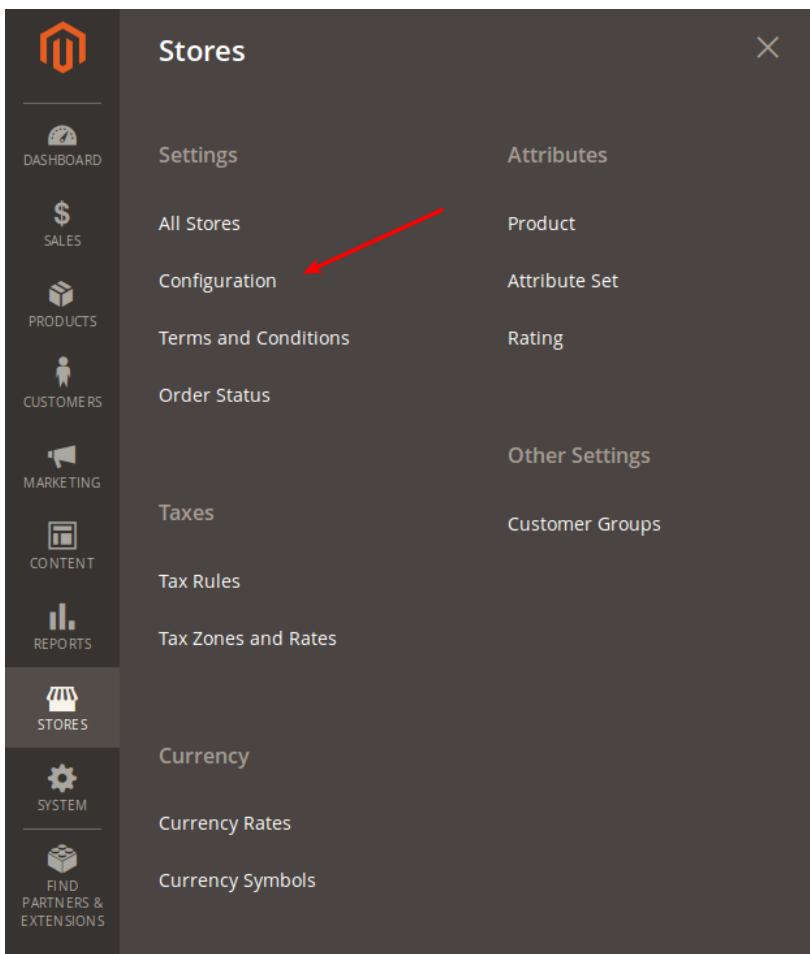 DASHBOARD
SALES
PRODUCTS
CUSTOMERS
MARKETING
CONTENT
REPORTS
STORES
SYSTEM
FIND
PARTNERS &
EXTENSIONS
Stores
Settings
All Stores
Configuration
Terms and Conditions
Order Status
Taxes
Tax Rules
Tax Zones and Rates
Currency
Currency Rates
Currency Symbols
Attributes
Product
Attribute Set
Rating
Other Settings
Customer Groups